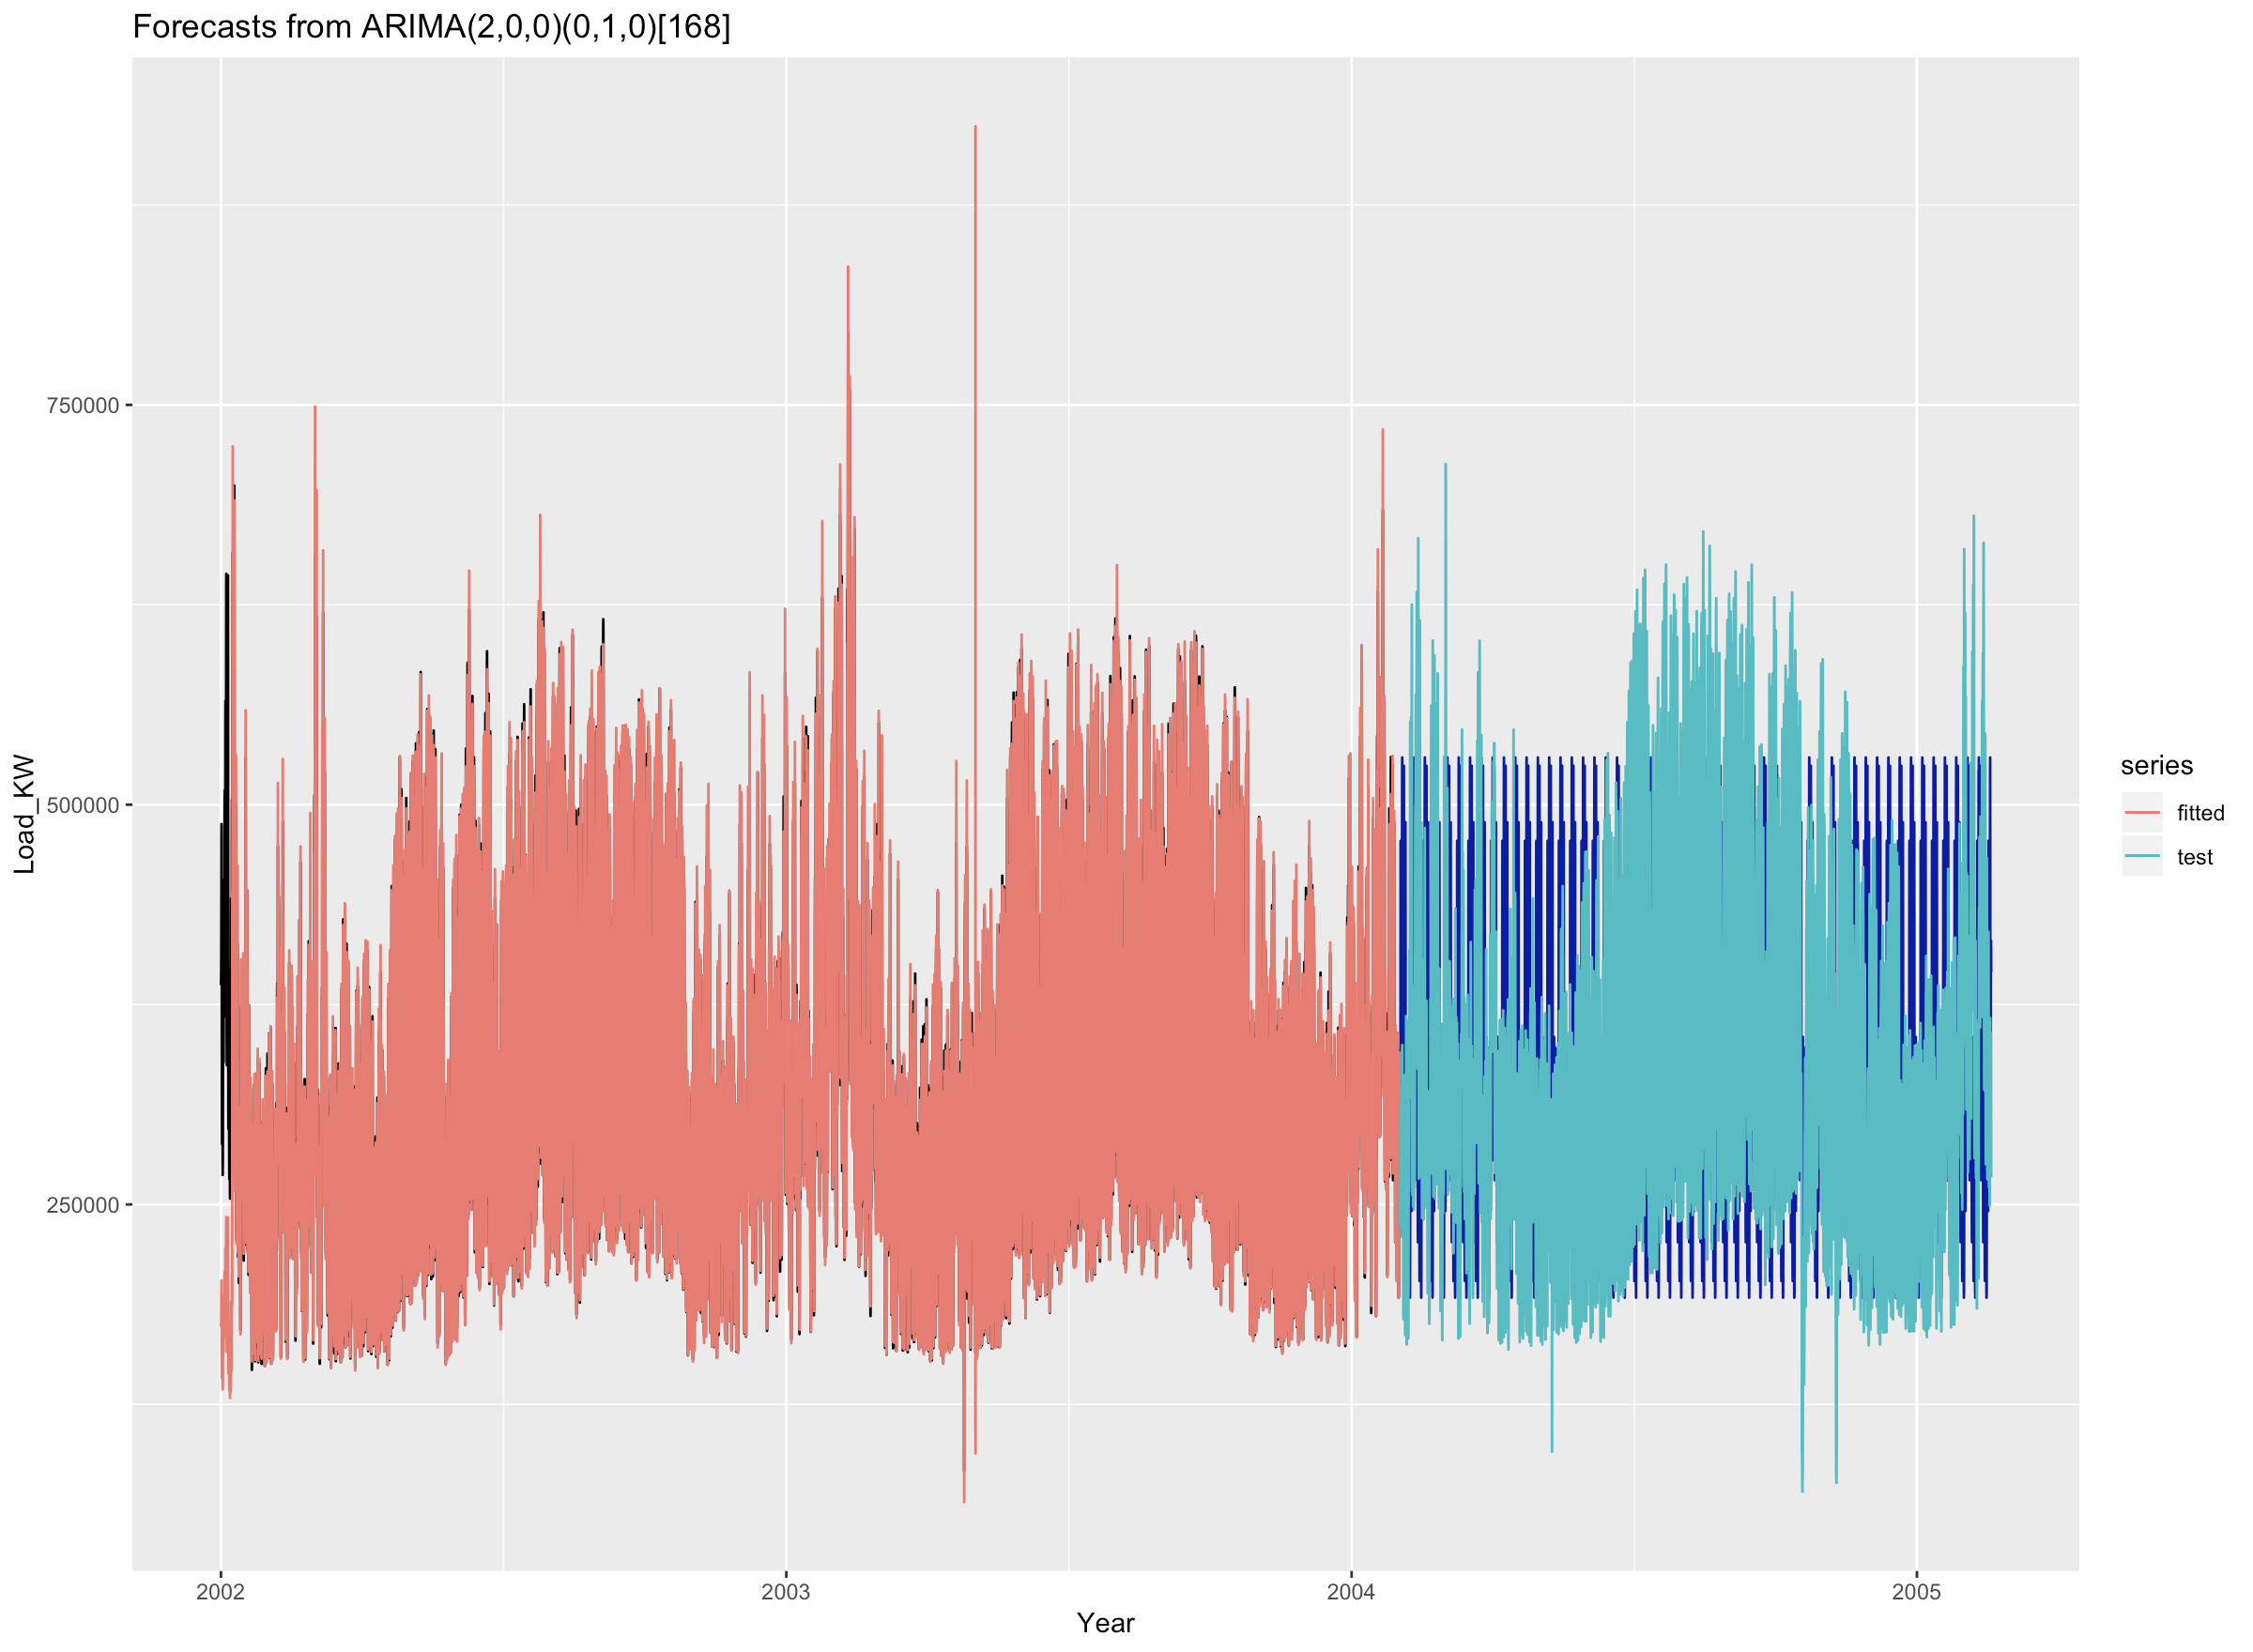 Forecasts from ARIMA(2,0,0)(0,1,0)[168]
Load_KW
750000
500000
250000
2002
2003
2004
2005
Year
series
fitted
test